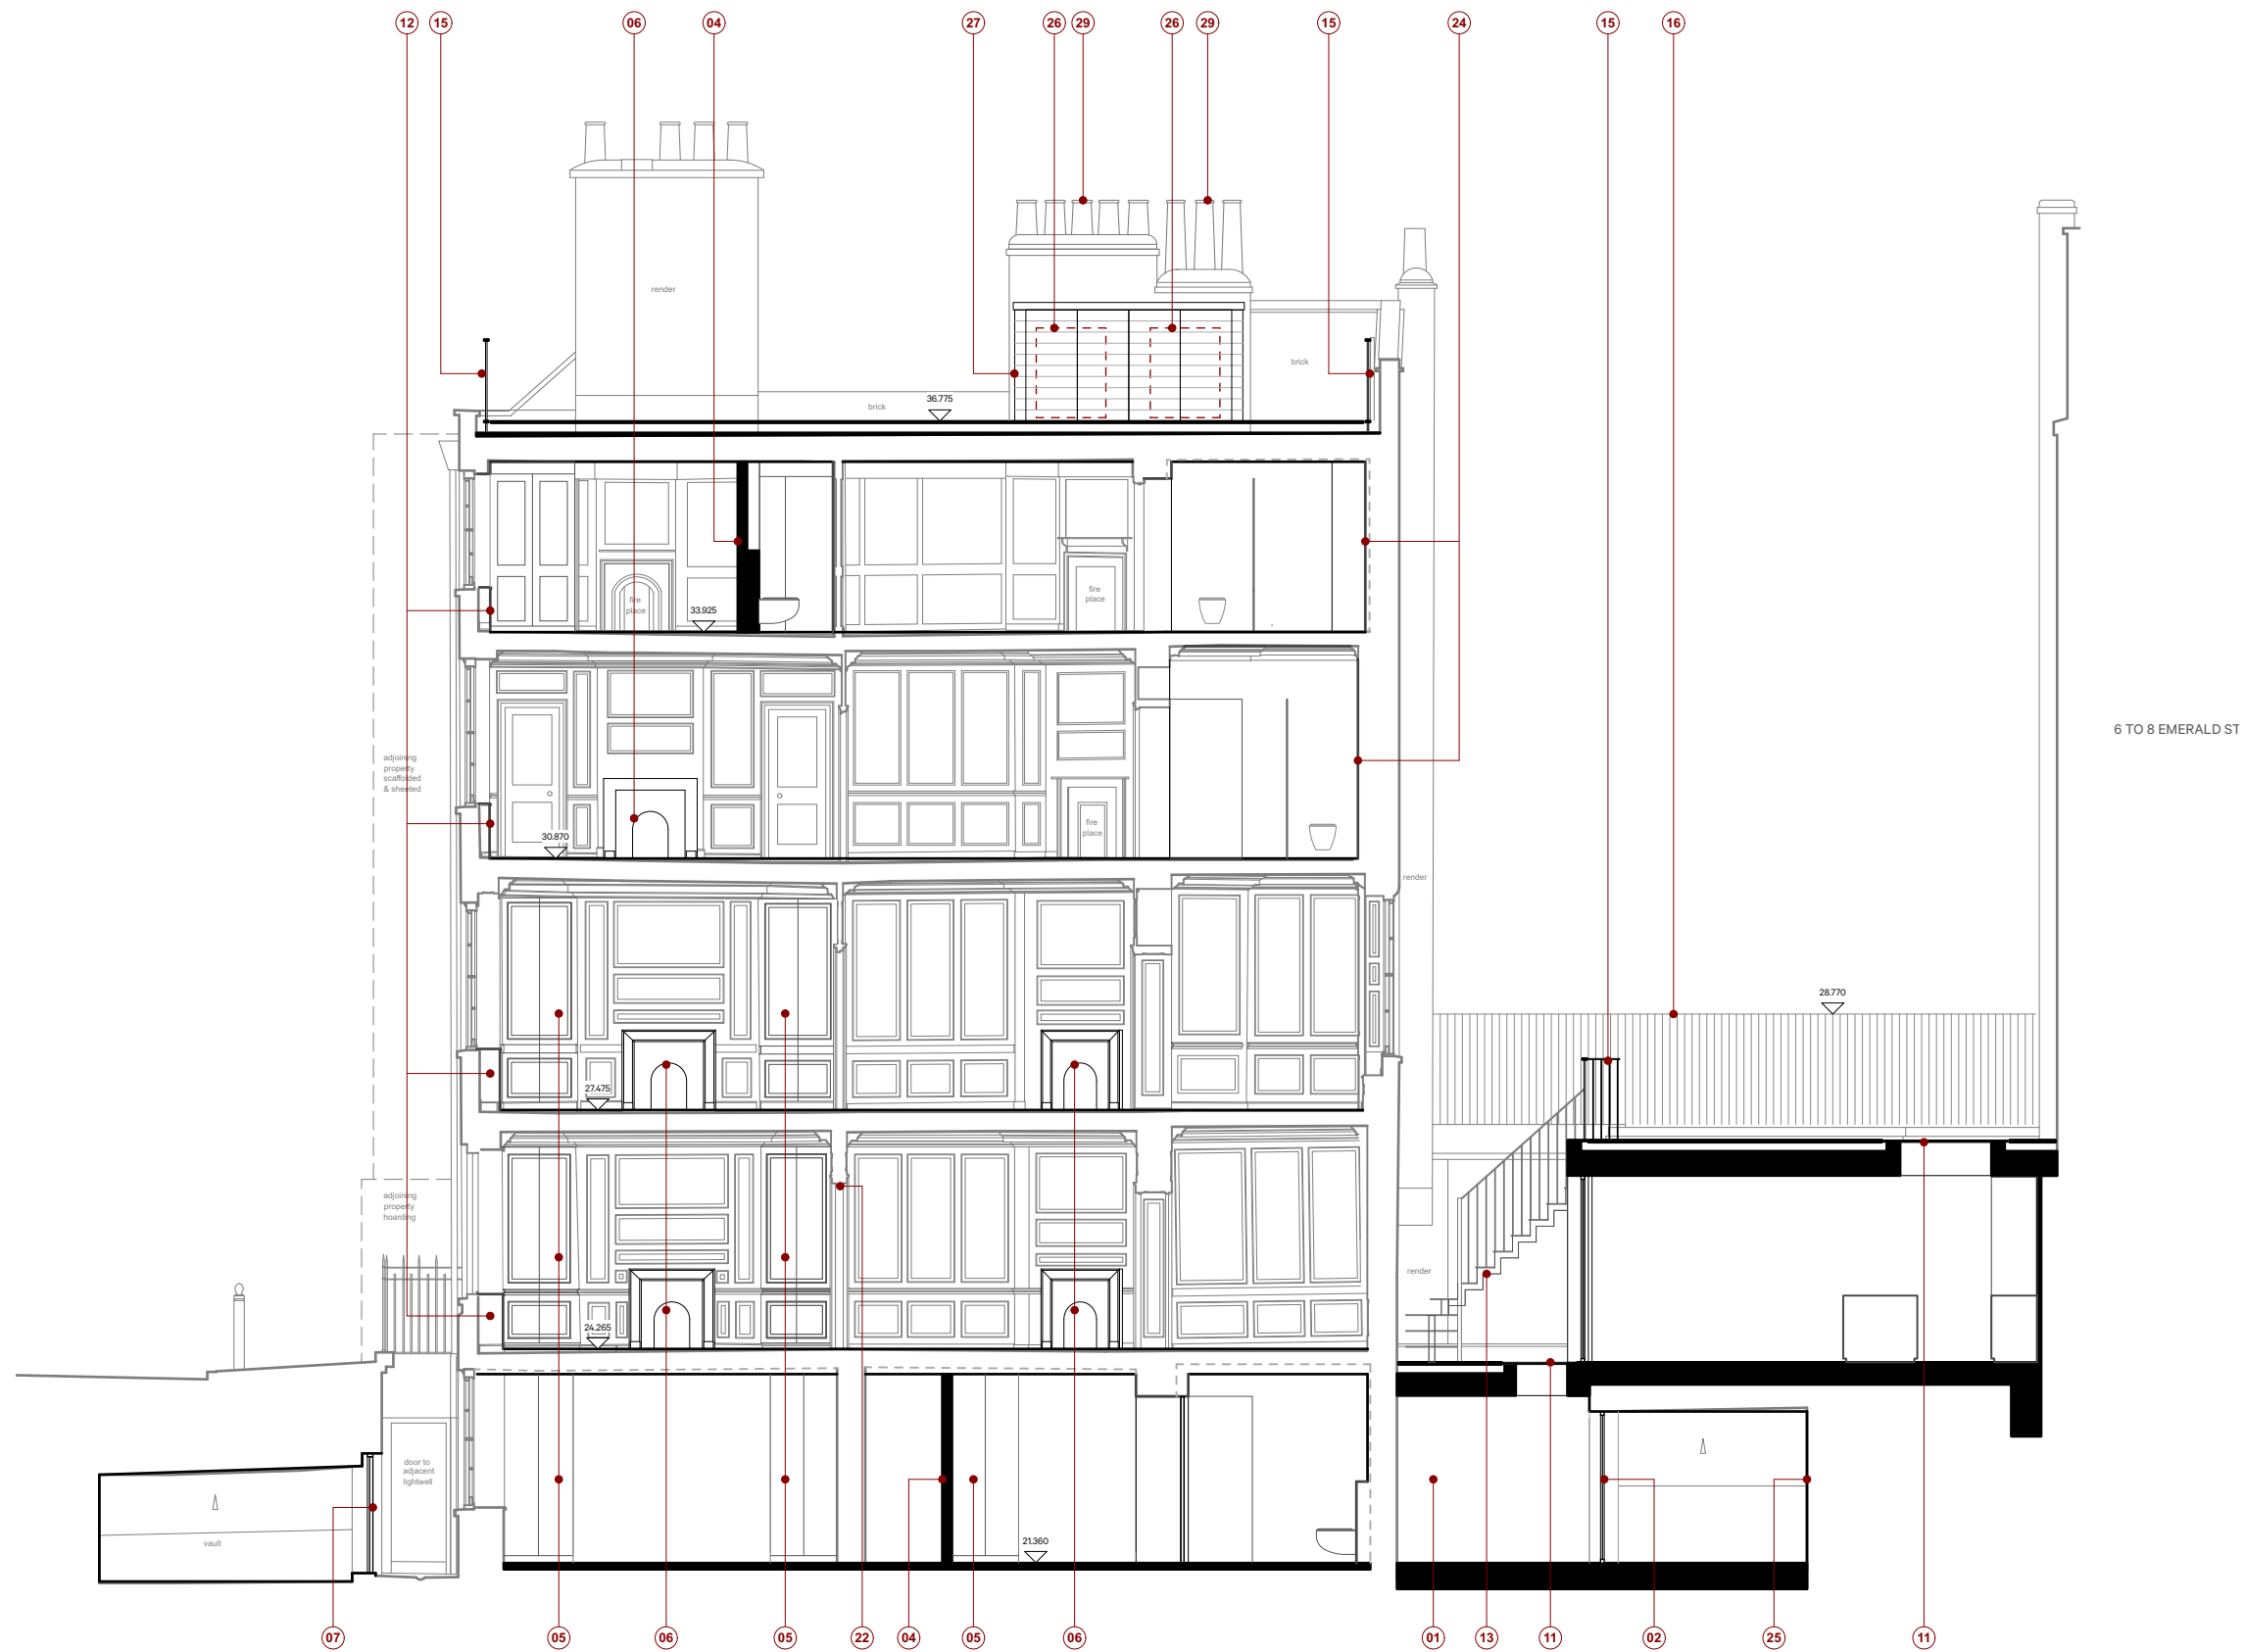 12
15
06
04
27
26
29
26
29
15
24
15
16
render
brick
brick
36.775
fire
place
33.925
fire
place
6 TO 8 EMERALD ST
adjoining
property
scaffolded
& sheeted
30.870
fire
place
render
28.770
27.475
adjoining
property
hoarding
render
24.265
door to
adjacent
lightwell
vault
21.360
07
05
06
05
22
04
05
06
01
13
11
02
25
11